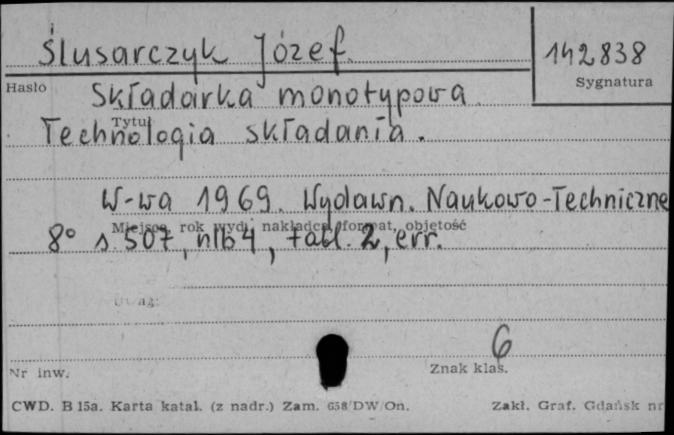 Ślusarczyk Józef.
142838
Hasło
Sygnatura
Składarka monotypowa.
Tytuł
Technologia składania.
W-wa 1969. Wydawn. Naukowo-Techniczne
Miejsce, rok wyd., nakładca, format, objętość
8° s. 507, nlb 4, tabl. 2, err.
Uwagi:
6
Nr inw.
Znak klas.
CWD. B 15a. Karta katal. (z nadr.) Zam. 658/DW/On.
Zakł. Graf. Gdańsk nr